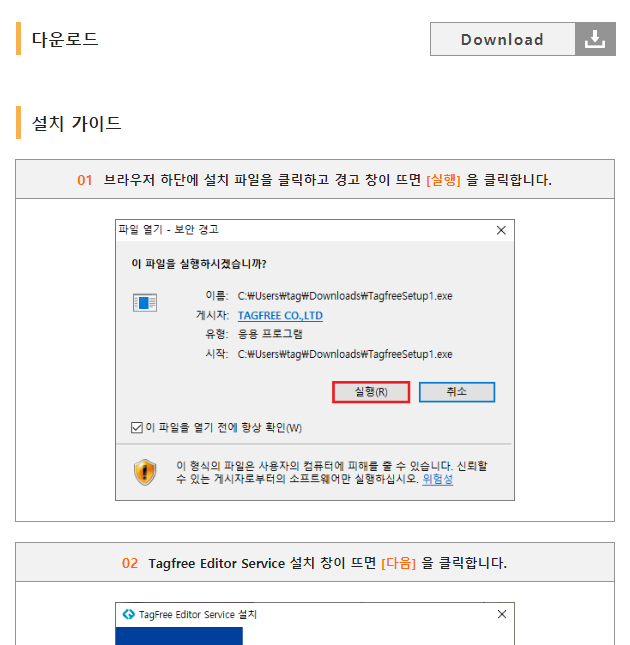 다운로드
Download
설치 가이드
01 브라우저 하단에 설치 파일을 클릭하고 경고 창이 뜨면 [실행] 을 클릭합니다.
파일 열기 - 보안 경고
이 파일을 실행하시겠습니까?
이름: C:₩Users₩tag₩Downloads₩TagfreeSetup1.exe
게시자: TAGFREE CO.,LTD
유형: 응용 프로그램
시작: C:₩Users₩tag₩Downloads₩TagfreeSetup1.exe
실행(R) 취소
이 파일을 열기 전에 항상 확인(W)
이 형식의 파일은 사용자의 컴퓨터에 피해를 줄 수 있습니다. 신뢰할
수 있는 게시자로부터의 소프트웨어만 실행하십시오. 위험성
02 Tagfree Editor Service 설치 창이 뜨면 [다음] 을 클릭합니다.
TagFree Editor Service 설치